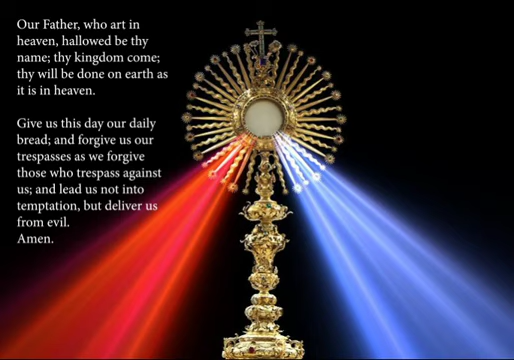 Our Father, who art in
heaven, hallowed be thy
name; thy kingdom come;
thy will be done on earth as
it is in heaven.
Give us this day our daily
bread; and forgive us our
trespasses as we forgive
those who trespass against
us; and lead us not into
temptation, but deliver us
from evil.
Amen.